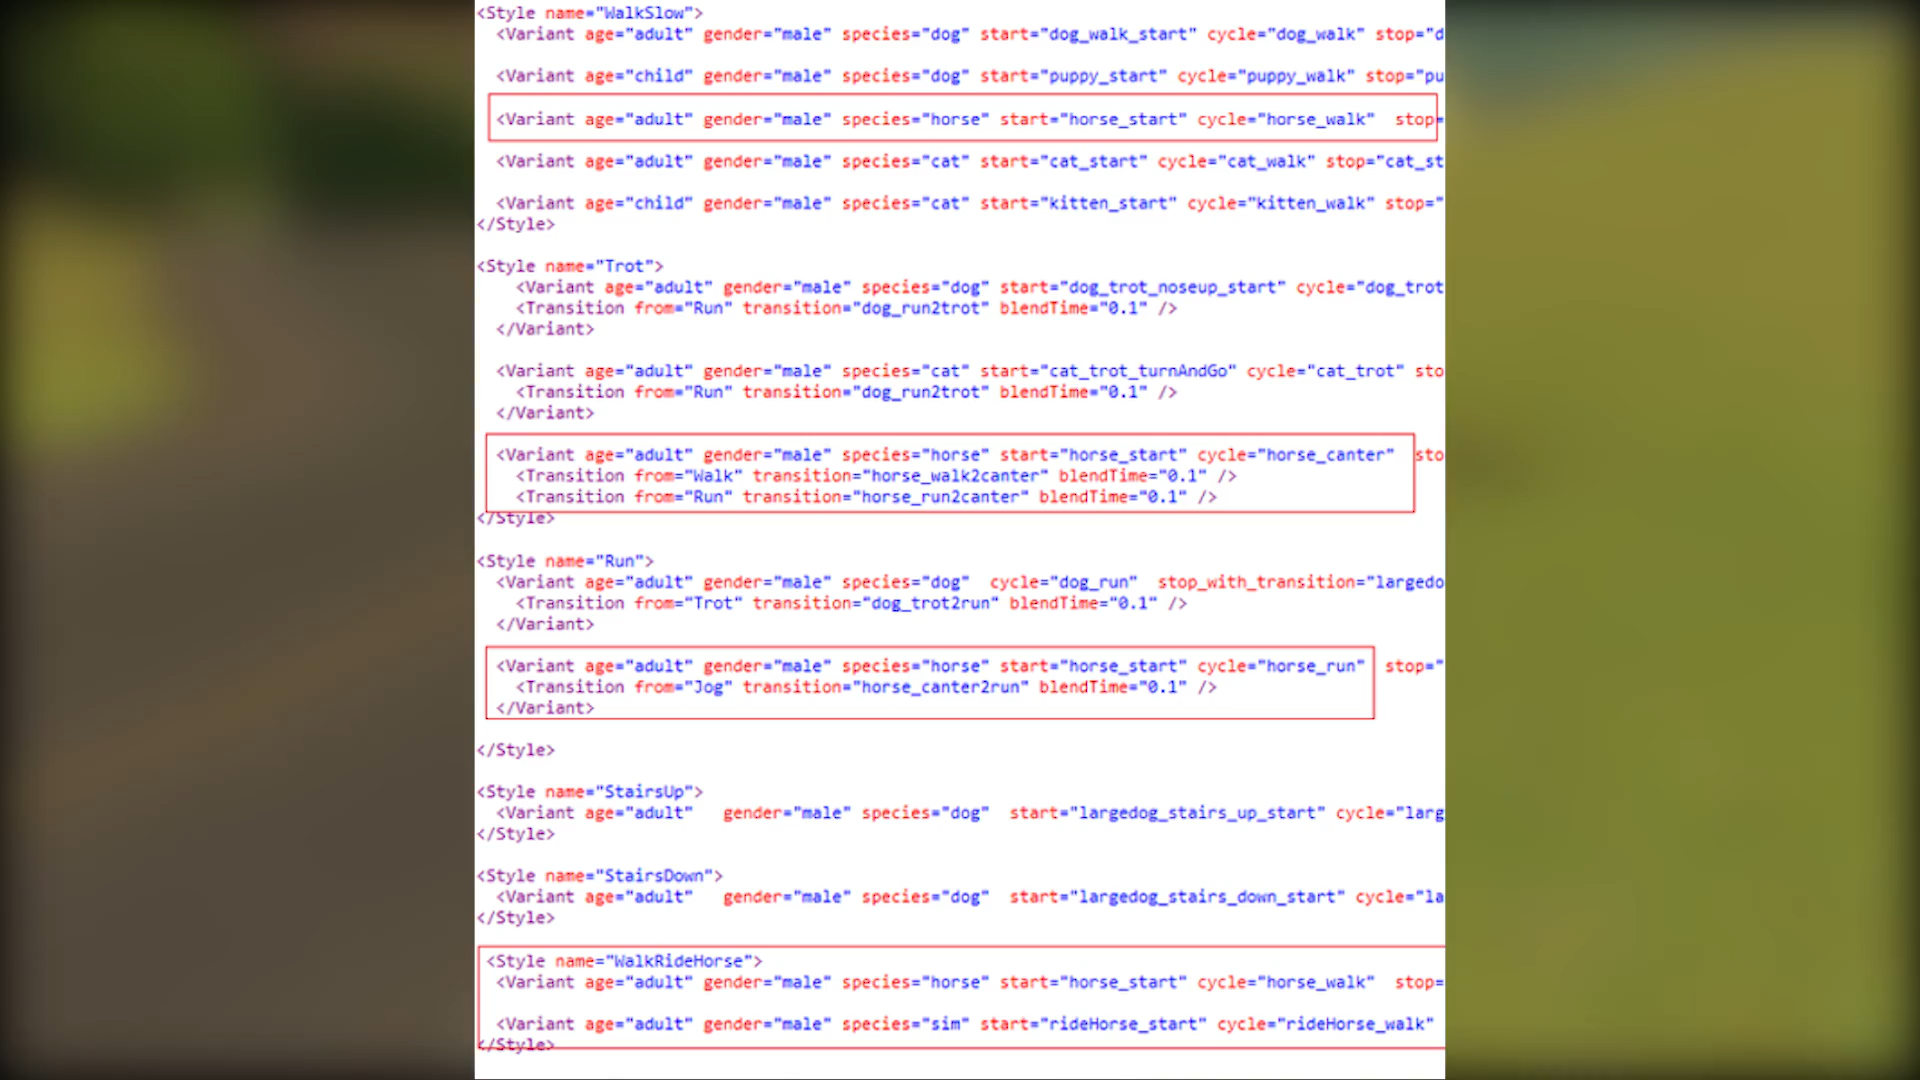 <Style name="WalkSlow">
<Variant age="adult" gender="male" species="dog" start="dog_walk_start" cycle="dog_walk" stop="d
<Variant age="child" gender="male" species="dog" start="puppy_start" cycle="puppy_walk" stop="pu
<Variant age="adult" gender="male" species="horse" start="horse_start" cycle="horse_walk" stop=
<Variant age="adult" gender="male" species="cat" start="cat_start" cycle="cat_walk" stop="cat_st
<Variant age="child" gender="male" species="cat" start="kitten_start" cycle="kitten_walk" stop="
</Style>
<Style name="Trot">
<Variant age="adult" gender="male" species="dog" start="dog_trot_noseup_start" cycle="dog_trot
<Transition from="Run" transition="dog_run2trot" blendTime="0.1" />
</Variant>
<Variant age="adult" gender="male" species="cat" start="cat_trot_turnAndGo" cycle="cat_trot" sto
<Transition from="Run" transition="dog_run2trot" blendTime="0.1" />
</Variant>
<Variant age="adult" gender="male" species="horse" start="horse_start" cycle="horse_canter" sto
<Transition from="Walk" transition="horse_walk2canter" blendTime="0.1" />
<Transition from="Run" transition="horse_run2canter" blendTime="0.1" />
</Style>
<Style name="Run">
<Variant age="adult" gender="male" species="dog" cycle="dog_run" stop_with_transition="largedo
<Transition from="Trot" transition="dog_trot2run" blendTime="0.1" />
</Variant>
<Variant age="adult" gender="male" species="horse" start="horse_start" cycle="horse_run" stop="
<Transition from="Jog" transition="horse_canter2run" blendTime="0.1" />
</Variant>
</Style>
<Style name="StairsUp">
<Variant age="adult" gender="male" species="dog" start="largedog_stairs_up_start" cycle="larg
</Style>
<Style name="StairsDown">
<Variant age="adult" gender="male" species="dog" start="largedog_stairs_down_start" cycle="la
</Style>
<Style name="WalkRideHorse">
<Variant age="adult" gender="male" species="horse" start="horse_start" cycle="horse_walk" stop=
<Variant age="adult" gender="male" species="sim" start="rideHorse_start" cycle="rideHorse_walk"
</Style>